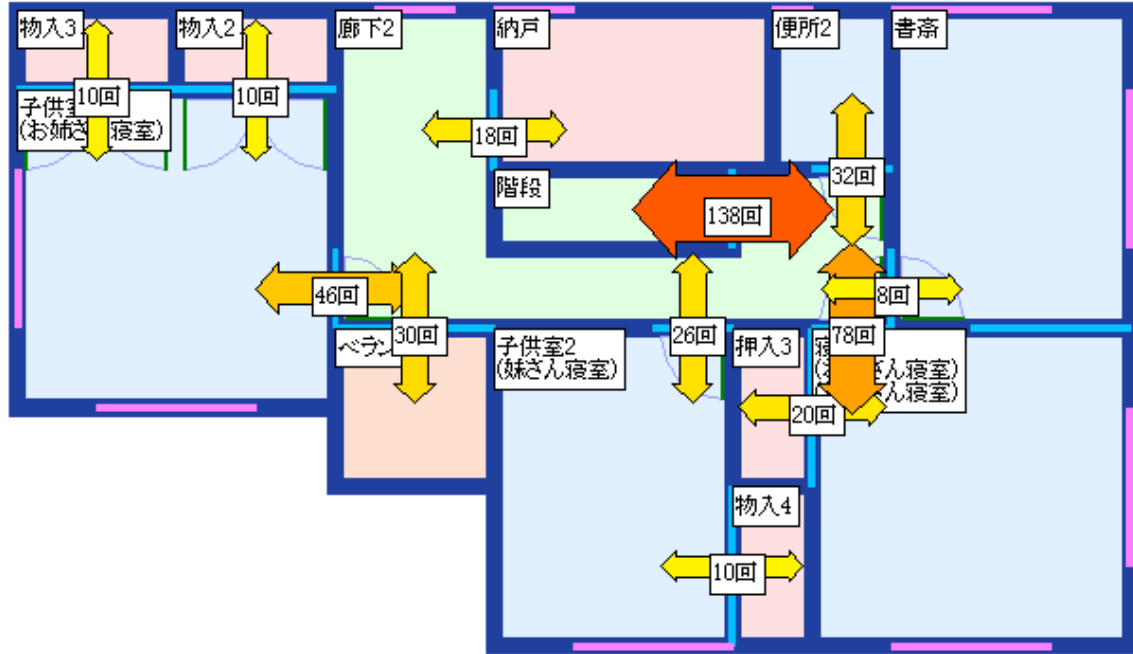 物入3
物入2
廊下2
納戸
便所2
書斎
10回
10回
子供室
(お姉さ 寝室)
18回
階段
32回
138回
46回
8回
30回
26回
78回
ベラン
子供室2
(妹さん寝室)
押入3
寝
さん寝室)
さん寝室)
20回
物入4
10回